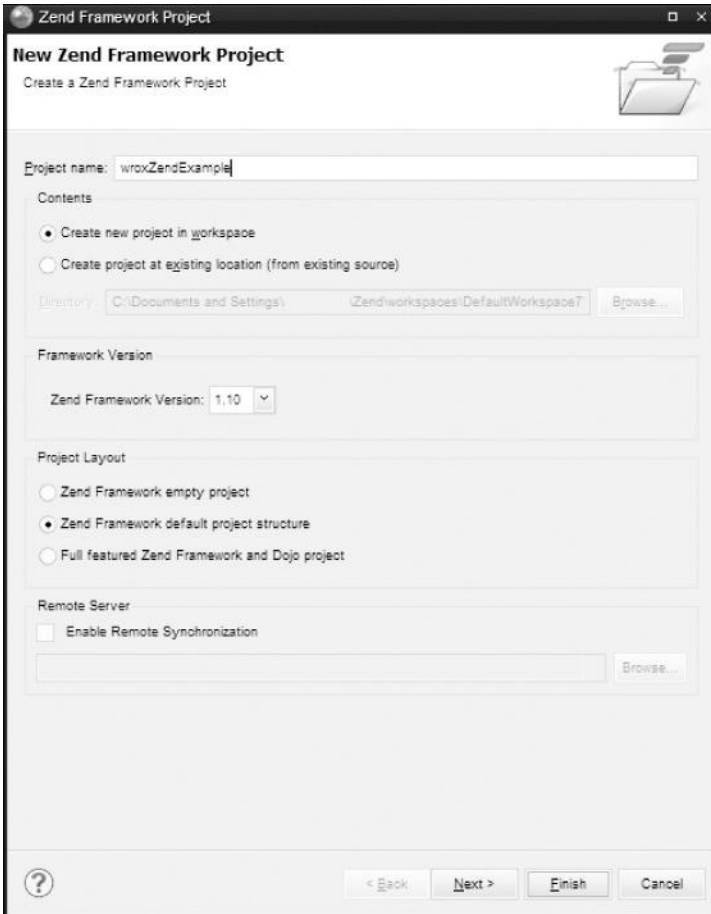 Zend Framework Project
New Zend Framework Project
Create a Zend Framework Project
Project name: wroxZendExample
Contents
Create new project in workspace
Create project at existing location (from existing source)
Directory: C:\Documents and Settings\ \Zend\workspaces\DefaultWorkspace7 Browse...
Framework Version
Zend Framework Version: 1.10
Project Layout
Zend Framework empty project
Zend Framework default project structure
Full featured Zend Framework and Dojo project
Remote Server
Enable Remote Synchronization
Browse...
? < Back Next > Finish Cancel